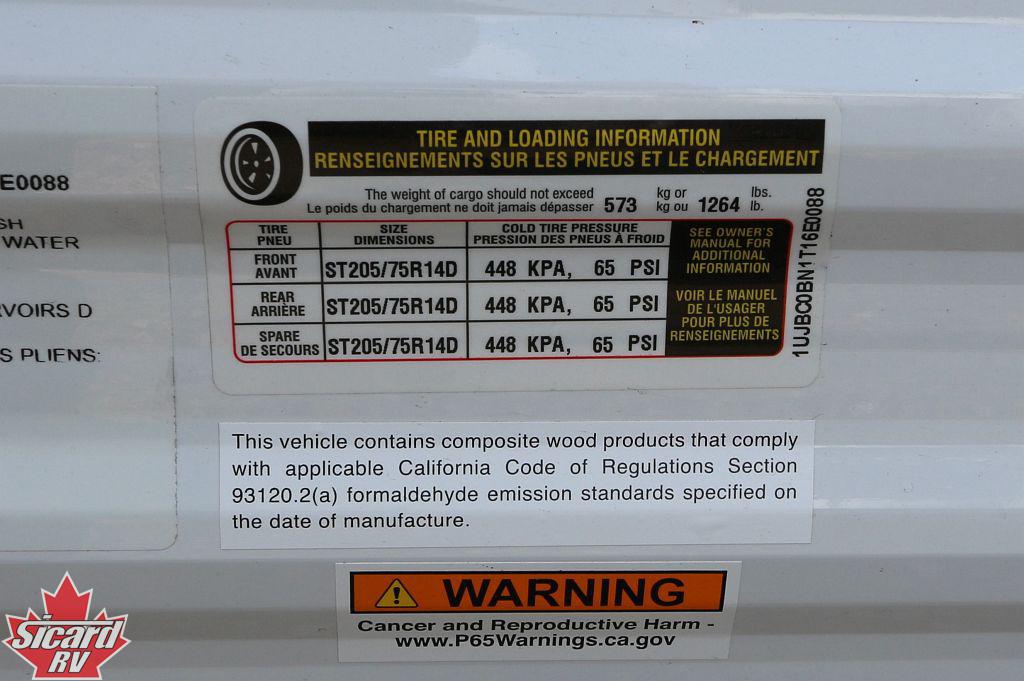 E0088
SH
WATER
VOIRS D
S PLIENS:
TIRE AND LOADING INFORMATION
RENSEIGNEMENTS SUR LES PNEUS ET LE CHARGEMENT
The weight of cargo should not exceed
Le poids du chargement ne doit jamais dépasser 573 kg or kg ou 1264 lbs. lb.
TIRE PNEU SIZE DIMENSIONS COLD TIRE PRESSURE PRESSION DES PNEUS À FROID
FRONT AVANT ST205/75R14D 448 KPA, 65 PSI
REAR ARRIÈRE ST205/75R14D 448 KPA, 65 PSI
SPARE DE SECOURS ST205/75R14D 448 KPA, 65 PSI
SEE OWNER'S
MANUAL FOR
ADDITIONAL
INFORMATION
VOIR LE MANUEL
DE L'USAGER
POUR PLUS DE
RENSEIGNEMENTS
1UJBC0BN1T16E0088
This vehicle contains composite wood products that comply
with applicable California Code of Regulations Section
93120.2(a) formaldehyde emission standards specified on
the date of manufacture.
WARNING
Cancer and Reproductive Harm -
www.P65Warnings.ca.gov
Sicard
RV